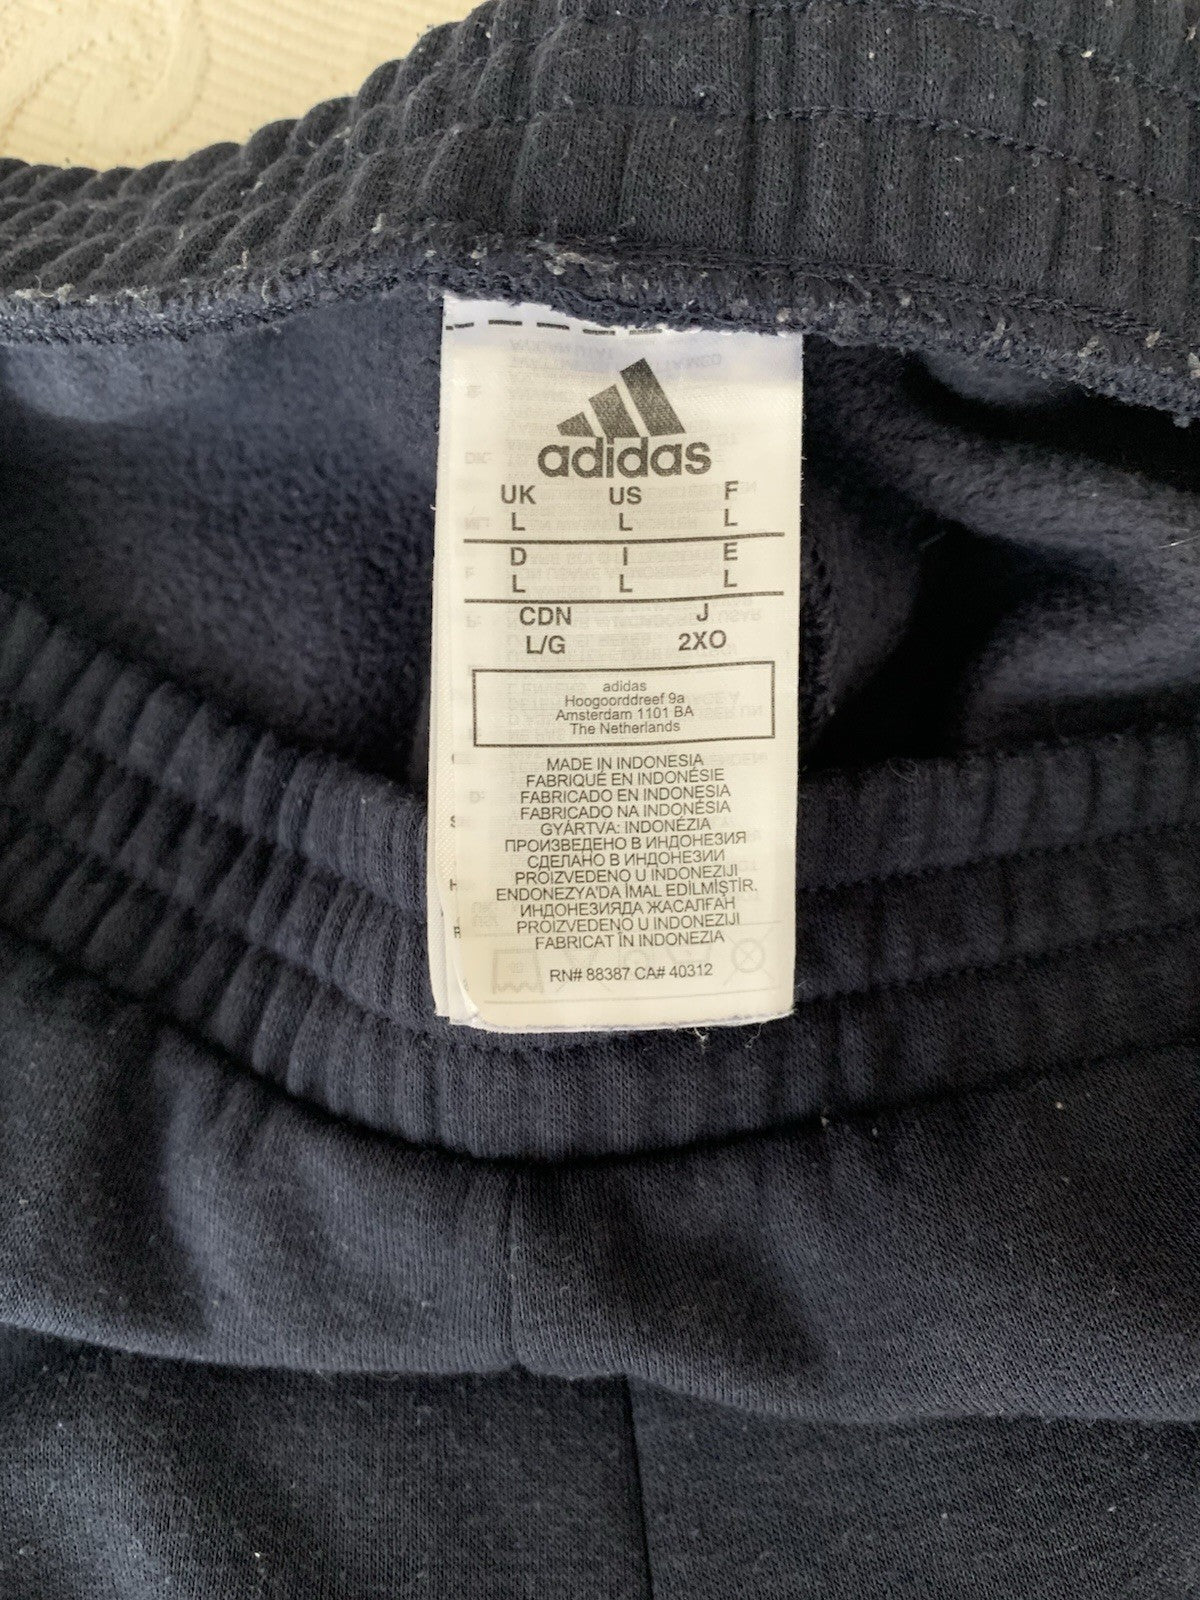 adidas
UK US F
L L L
D I E
L L L
CDN J
L/G 2XO
adidas
Hoogoorddreef 9a
Amsterdam 1101 BA
The Netherlands
MADE IN INDONESIA
FABRIQUÉ EN INDONÉSIE
FABRICADO EN INDONESIA
FABRICADO NA INDONÉSIA
GYÁRTVA: INDONÉZIA
ПРОИЗВЕДЕНО В ИНДОНЕЗИЯ
СДЕЛАНО В ИНДОНЕЗИИ
PROIZVEDENO U INDONEZIJI
ENDONEZYA'DA İMAL EDİLMİŞTİR.
ИНДОНЕЗИЯДА ЖАСАЛҒАН
PROIZVEDENO U INDONEZIJI
FABRICAT ÎN INDONEZIA
RN# 88387 CA# 40312